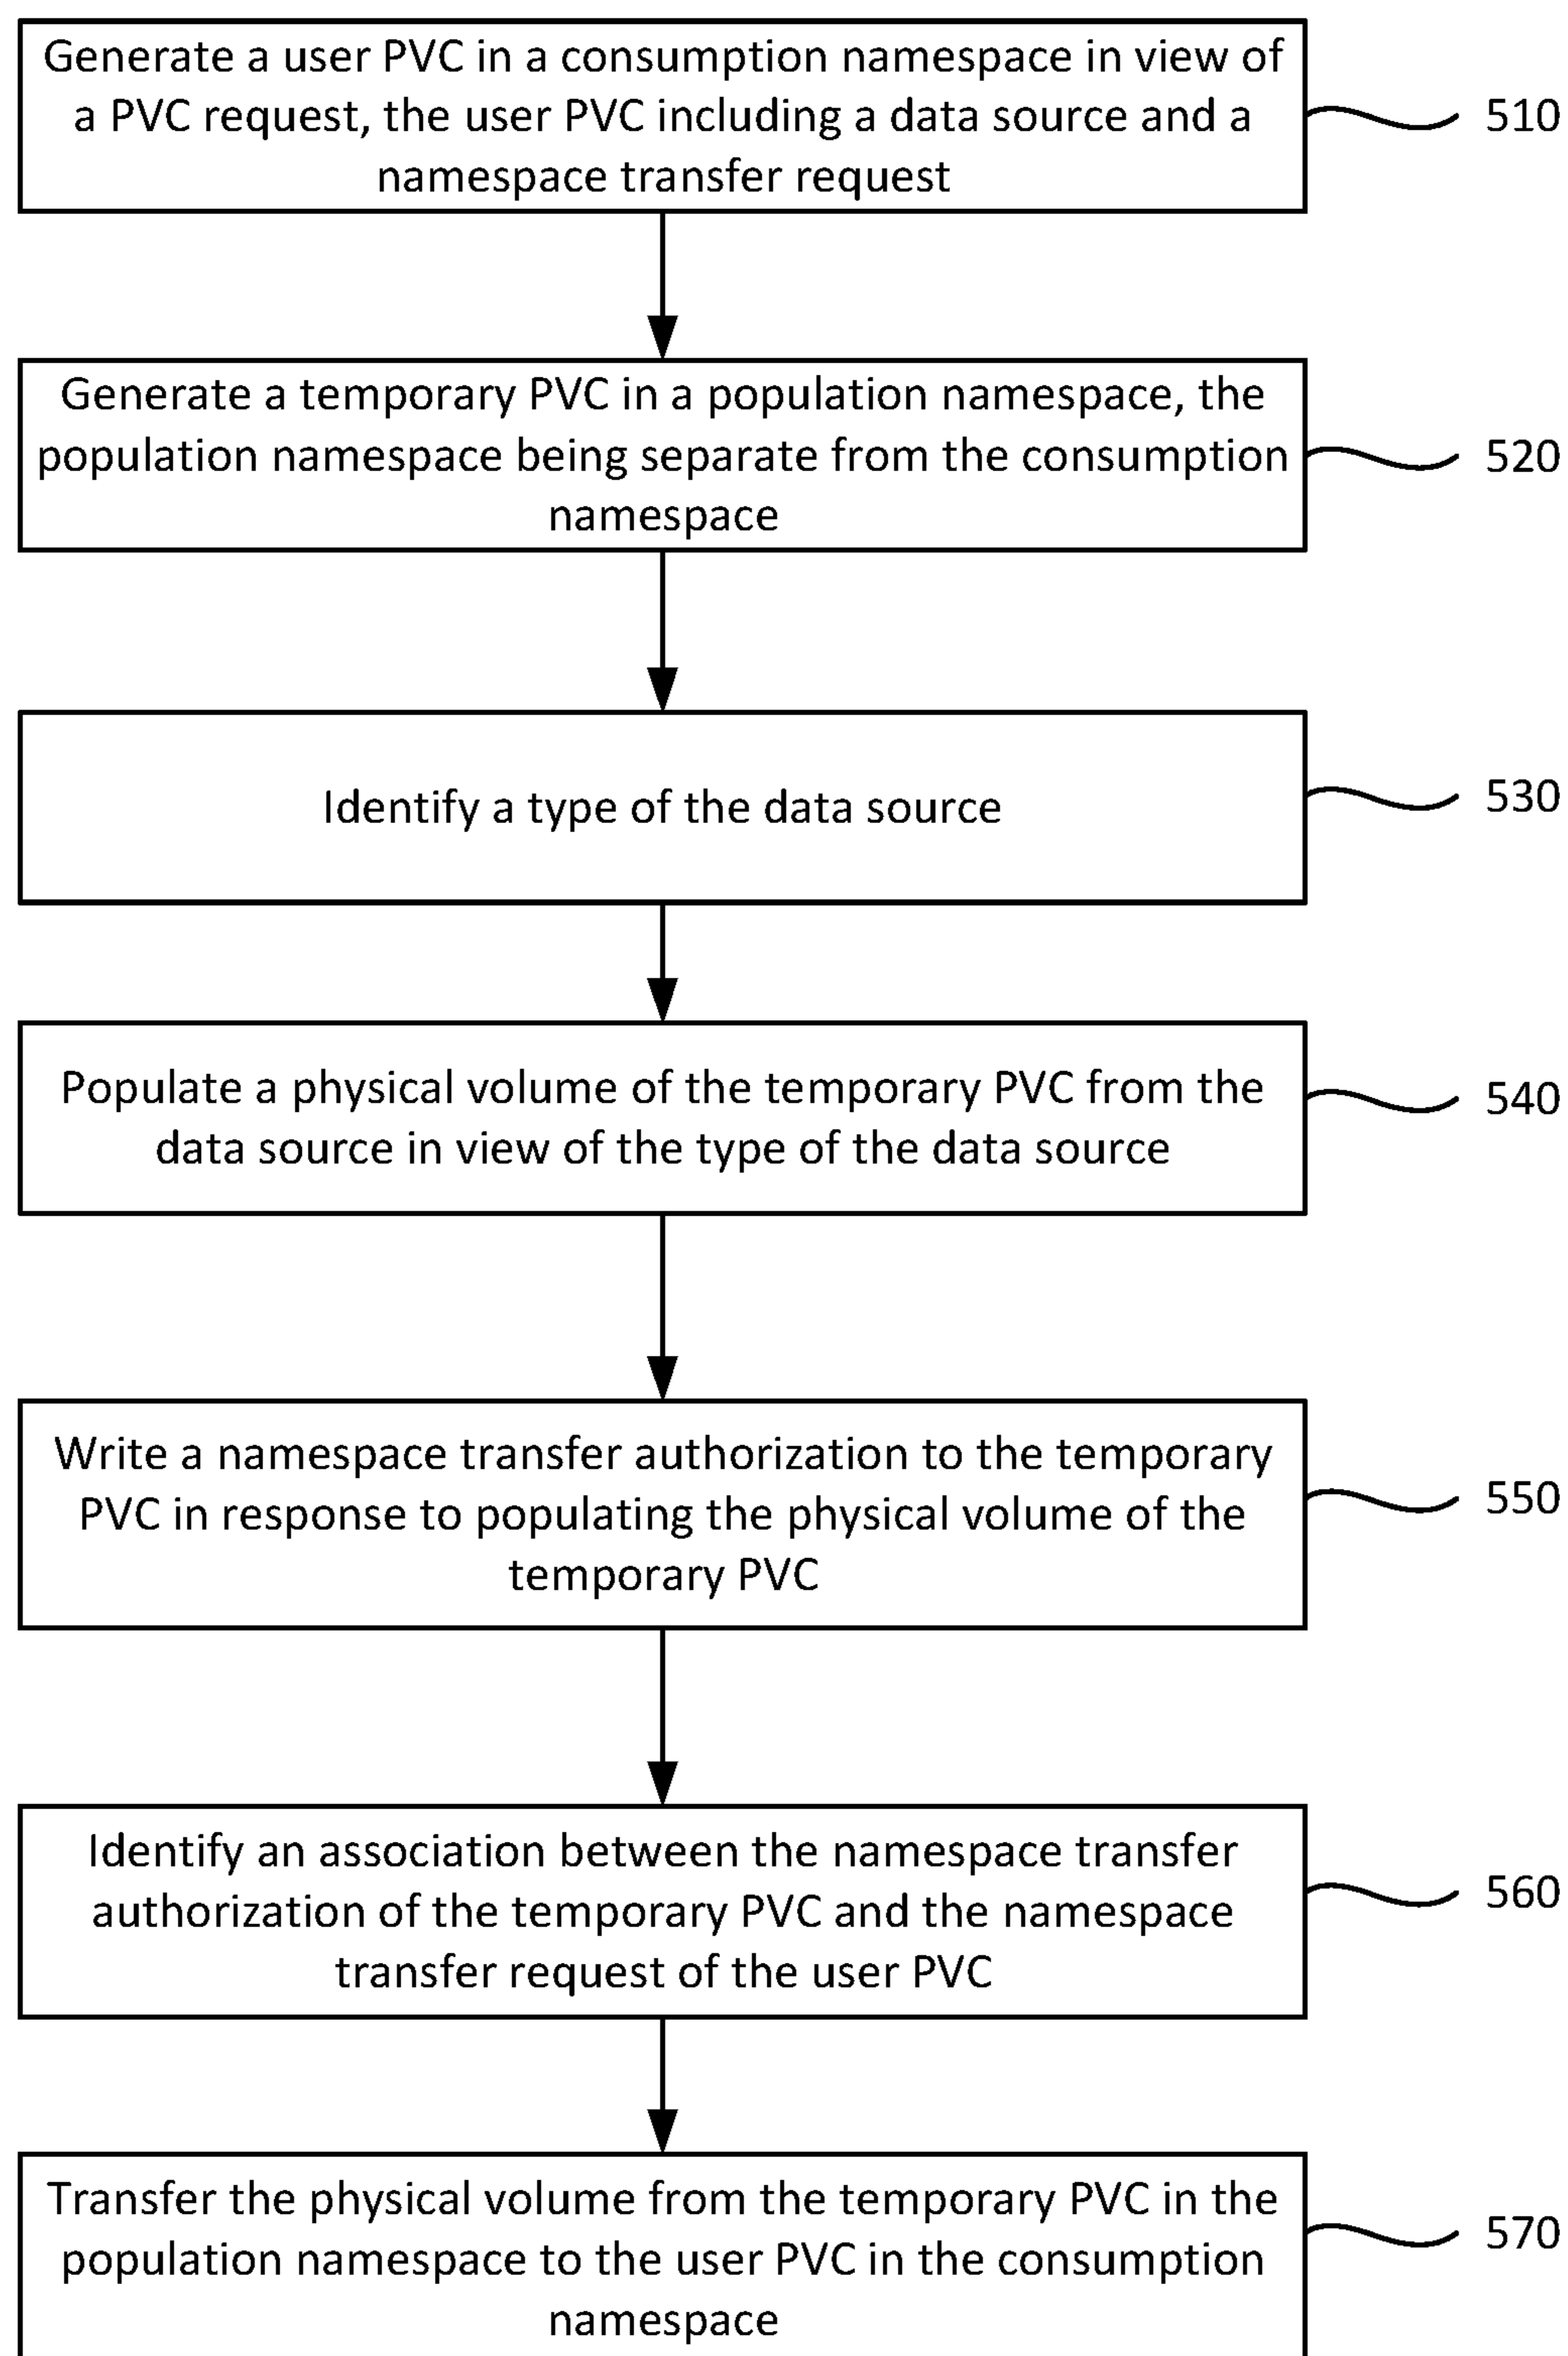 Generate a user PVC in a consumption namespace in view of
a PVC request, the user PVC including a data source and a
namespace transfer request
510
Generate a temporary PVC in a population namespace, the
population namespace being separate from the consumption
namespace
520
Identify a type of the data source
530
Populate a physical volume of the temporary PVC from the
data source in view of the type of the data source
540
Write a namespace transfer authorization to the temporary
PVC in response to populating the physical volume of the
temporary PVC
550
Identify an association between the namespace transfer
authorization of the temporary PVC and the namespace
transfer request of the user PVC
560
Transfer the physical volume from the temporary PVC in the
population namespace to the user PVC in the consumption
namespace
570